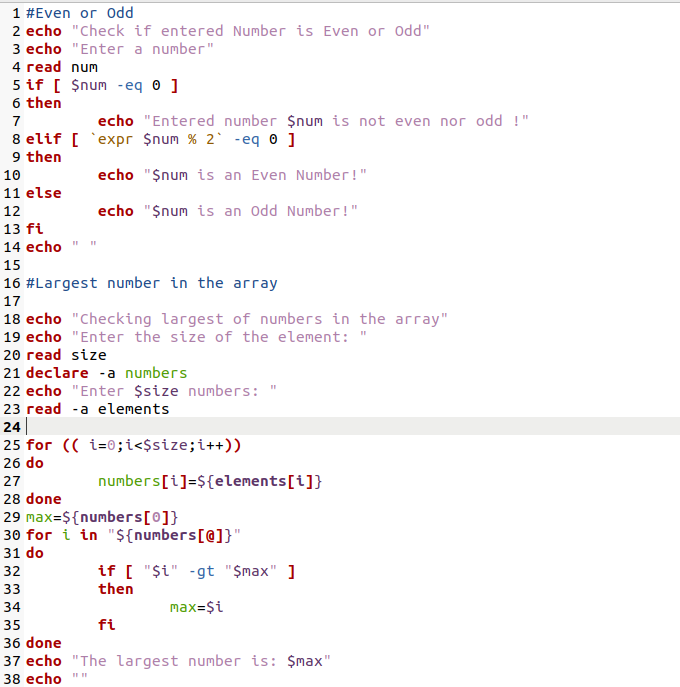 1 #Even or Odd
2 echo "Check if entered Number is Even or Odd"
3 echo "Enter a number"
4 read num
5 if [ $num -eq 0 ]
6 then
7         echo "Entered number $num is not even nor odd !"
8 elif [ `expr $num % 2` -eq 0 ]
9 then
10         echo "$num is an Even Number!"
11 else
12         echo "$num is an Odd Number!"
13 fi
14 echo " "
15
16 #Largest number in the array
17
18 echo "Checking largest of numbers in the array"
19 echo "Enter the size of the element: "
20 read size
21 declare -a numbers
22 echo "Enter $size numbers: "
23 read -a elements
24
25 for (( i=0;i<$size;i++))
26 do
27         numbers[i]=${elements[i]}
28 done
29 max=${numbers[0]}
30 for i in "${numbers[@]}"
31 do
32         if [ "$i" -gt "$max" ]
33         then
34                 max=$i
35         fi
36 done
37 echo "The largest number is: $max"
38 echo ""